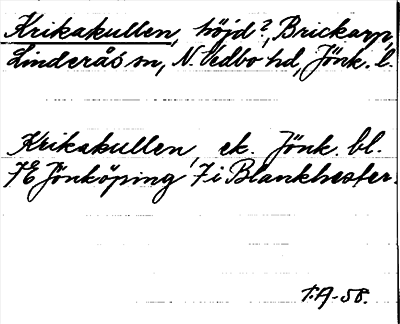 Krikakullen, höjd?, Brickarp,
Linderås sn, N. Vedbo hd, Jönk. l.
Krikakullen, ek. Jönk. bl.
7E Jönköping 7i Blankhester.
T.A-58.